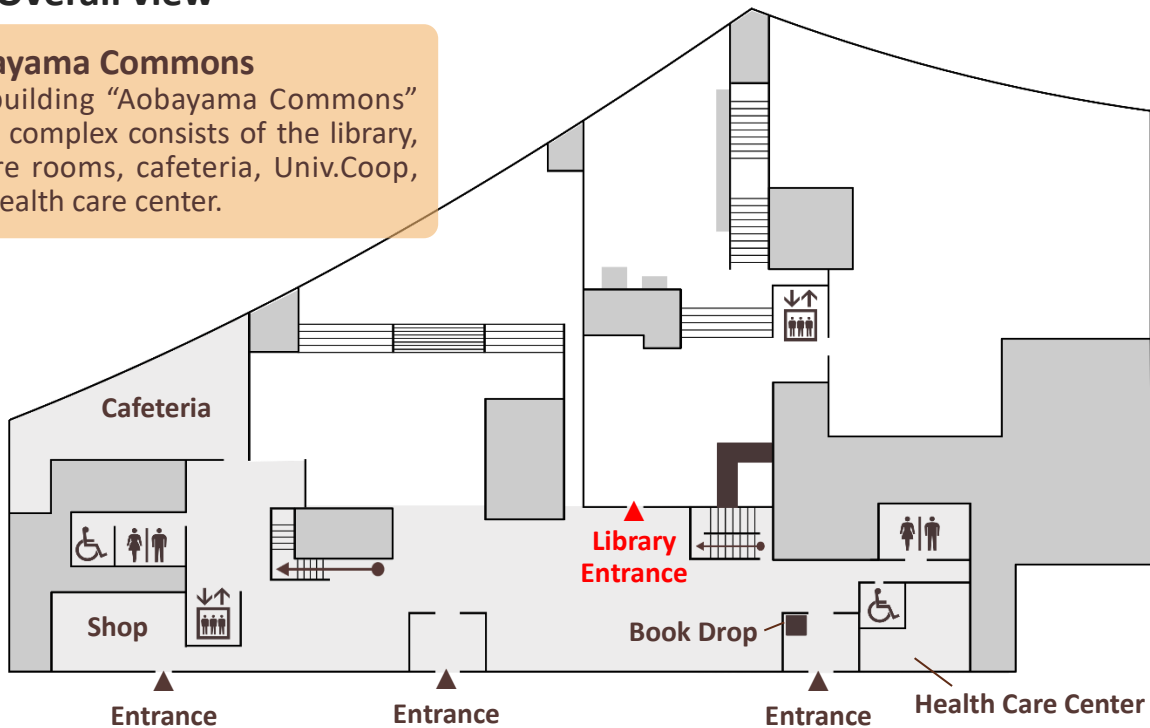 Overall view
ayama Commons
building “Aobayama Commons”
complex consists of the library,
re rooms, cafeteria, Univ.Coop,
ealth care center.
Cafeteria
Library
Entrance
Shop
Book Drop
Entrance
Entrance
Entrance
Health Care Center